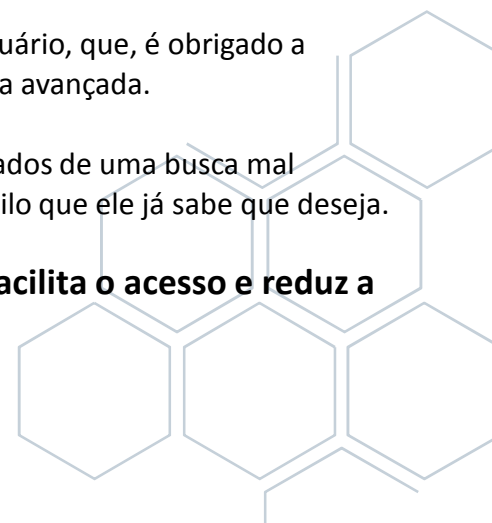 uário, que, é obrigado a
a avançada.
ados de uma busca mal
ilo que ele já sabe que deseja.
acilita o acesso e reduz a